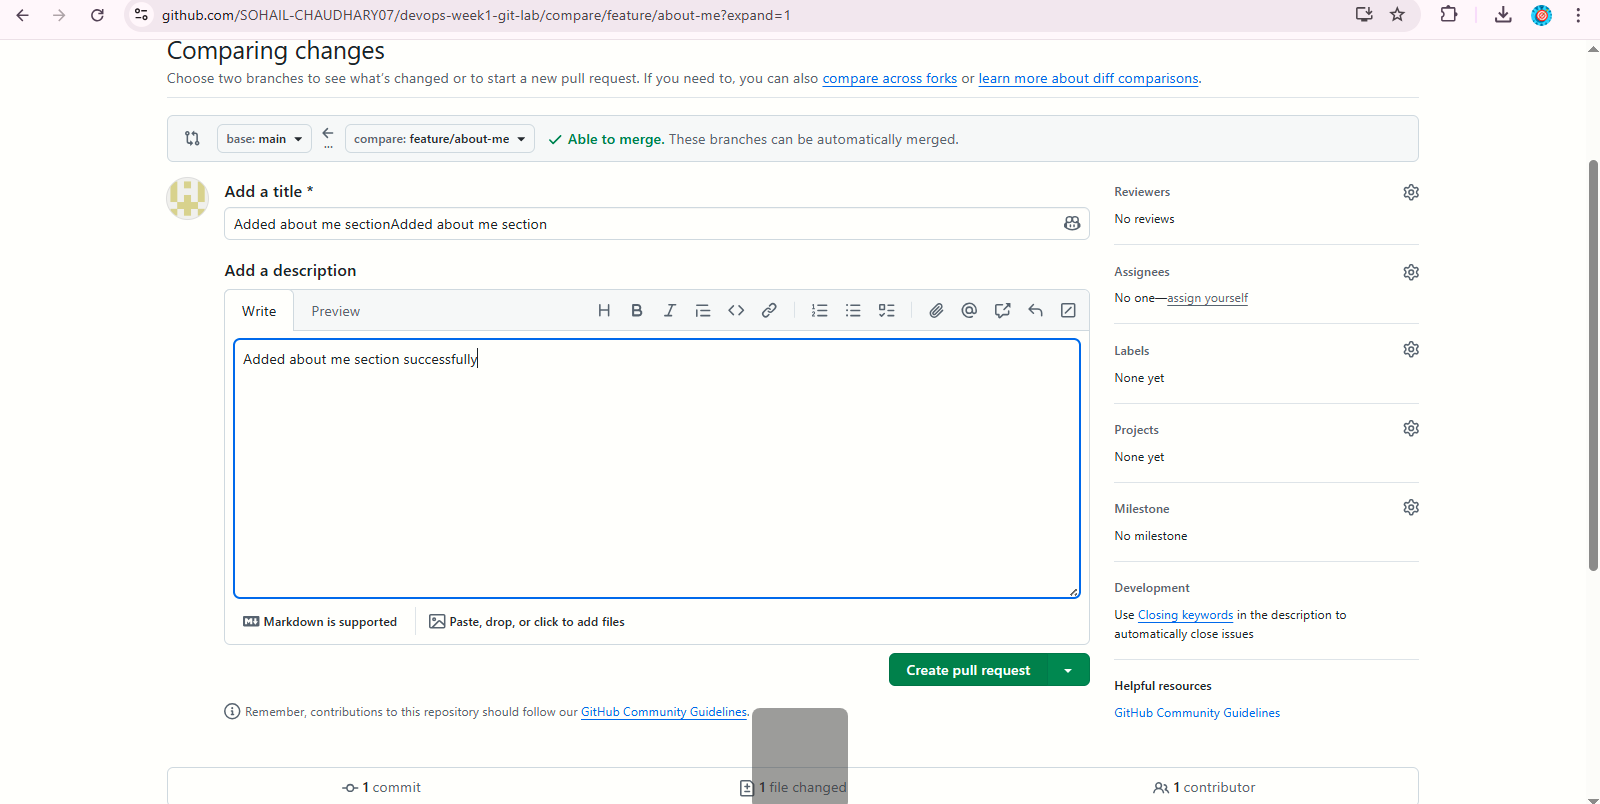 github.com/SOHAIL-CHAUDHARY07/devops-week1-git-lab/compare/feature/about-me?expand=1
Comparing changes
Choose two branches to see what's changed or to start a new pull request. If you need to, you can also compare across forks or learn more about diff comparisons.
base: main
...
compare: feature/about-me
Able to merge. These branches can be automatically merged.
Add a title *
Added about me sectionAdded about me section
Add a description
Write
Preview
Added about me section successfully
Markdown is supported
Paste, drop, or click to add files
Create pull request
Remember, contributions to this repository should follow our GitHub Community Guidelines.
Reviewers
No reviews
Assignees
No one—assign yourself
Labels
None yet
Projects
None yet
Milestone
No milestone
Development
Use Closing keywords in the description to
automatically close issues
Helpful resources
GitHub Community Guidelines
1 commit
1 file changed
1 contributor